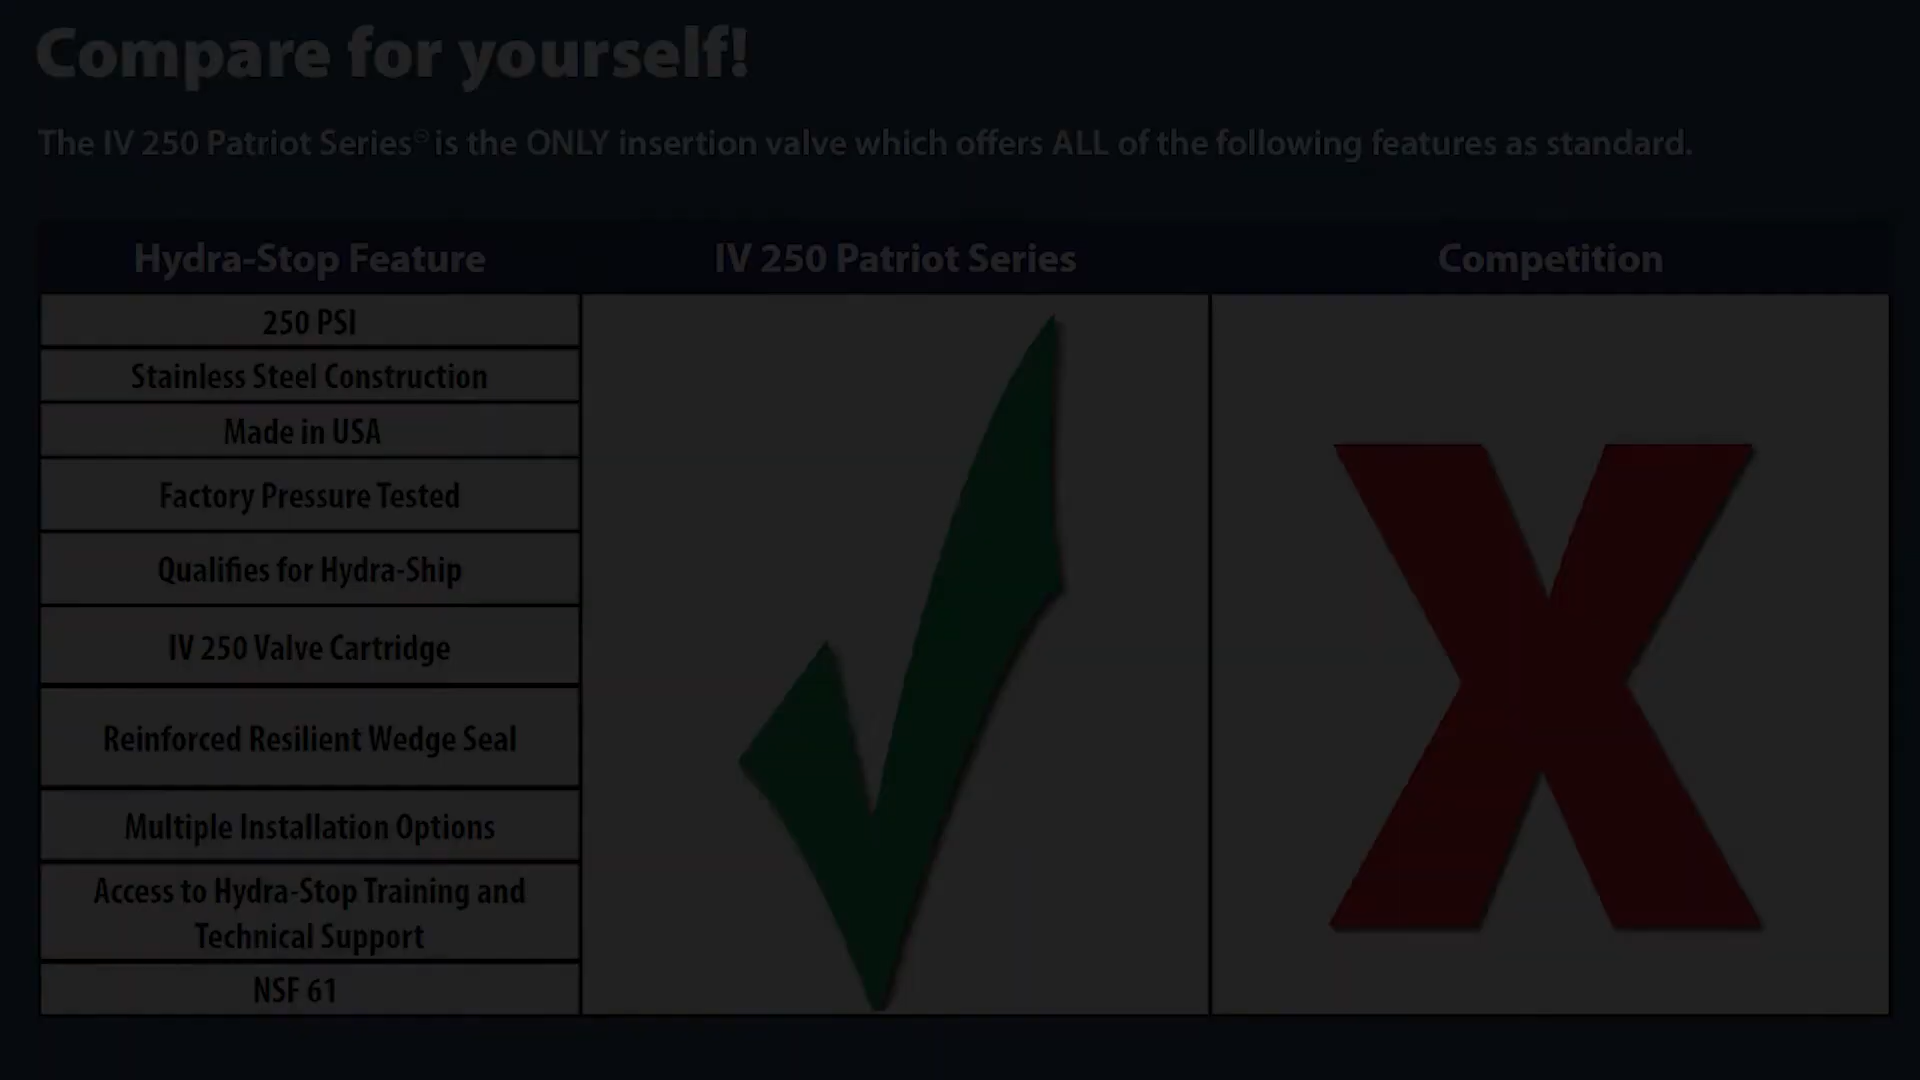 Compare for yourself!
The IV 250 Patriot Series® is the ONLY insertion valve which offers ALL of the following features as standard.
Hydra-Stop Feature
IV 250 Patriot Series
Competition
250 PSI
Stainless Steel Construction
Made in USA
Factory Pressure Tested
Qualifies for Hydra-Ship
IV 250 Valve Cartridge
Reinforced Resilient Wedge Seal
Multiple Installation Options
Access to Hydra-Stop Training and
Technical Support
NSF 61